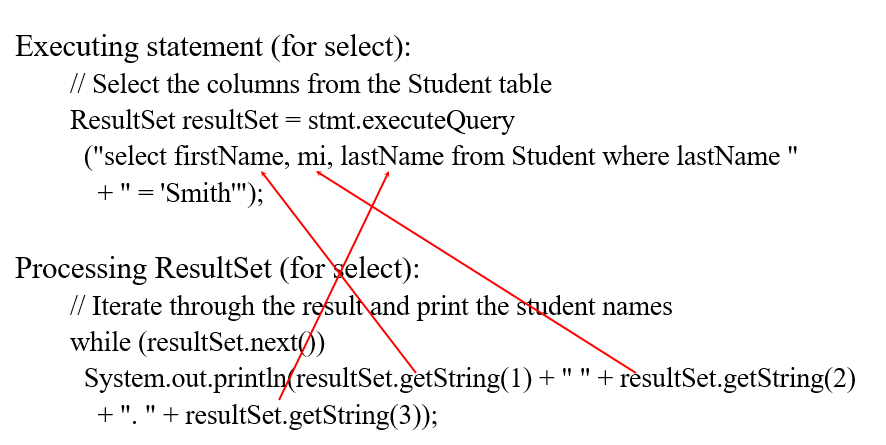 Executing statement (for select):
// Select the columns from the Student table
ResultSet resultSet = stmt.executeQuery
("select firstName, mi, lastName from Student where lastName "
+ " = 'Smith'");
Processing ResultSet (for select):
// Iterate through the result and print the student names
while (resultSet.next())
System.out.println(resultSet.getString(1) + " " + resultSet.getString(2)
+ ". " + resultSet.getString(3));